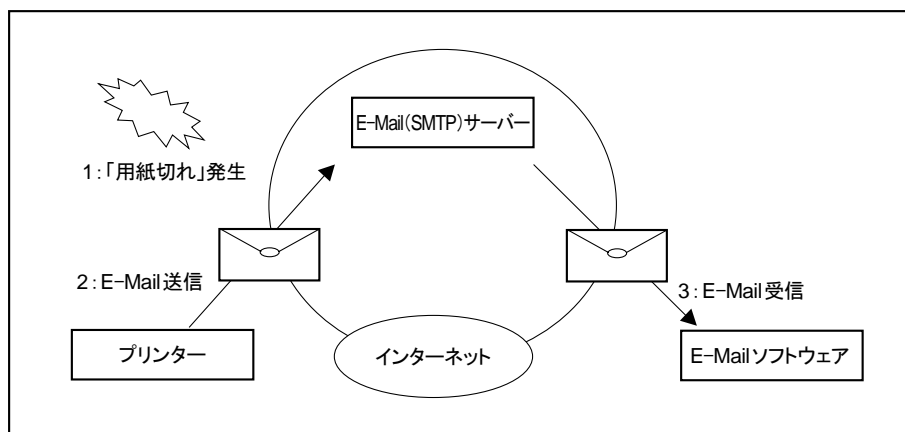 E-Mail(SMTP)サーバー
1:「用紙切れ」発生
2:E-Mail送信
3:E-Mail受信
プリンター
インターネット
E-Mailソフトウェア